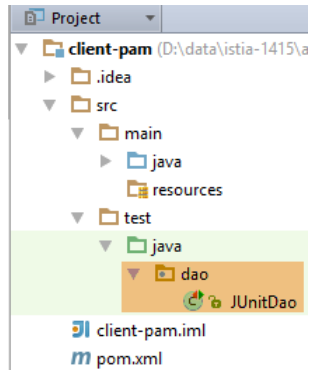 Project
client-pam (D:\data\istia-1415\a
.idea
src
main
java
resources
test
java
dao
JUnitDao
client-pam.iml
m pom.xml